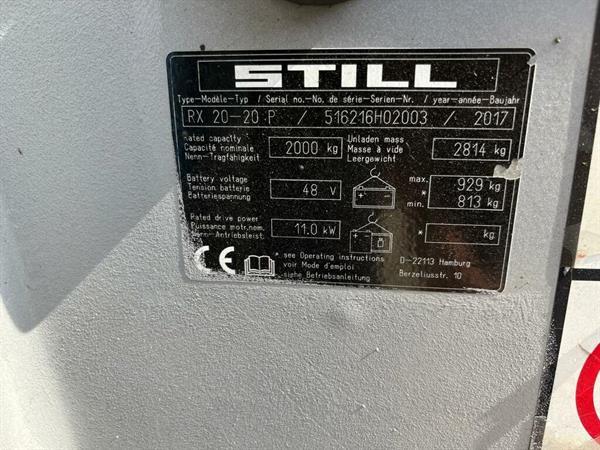 STILL
Type-Modèle-Typ / Serial no.-No. de série-Serien-Nr. / year-année-Baujahr
RX 20-20 P / 516216H02003 / 2017
Rated capacity
Capacité nominale
Nenn-Tragfähigkeit
2000 kg
Unladen mass
Masse à vide
Leergewicht
2814 kg
Battery voltage
Tension batterie
Batteriespannung
48 V
max. 929 kg
*
min. 813 kg
Rated drive power
Puissance motr.nom.
Nenn-Antriebsleist.
11.0 kW
* kg
CE
* see Operating instructions
voir Mode d'emploi
siehe Betriebsanleitung
D-22113 Hamburg
Berzeliusstr. 10